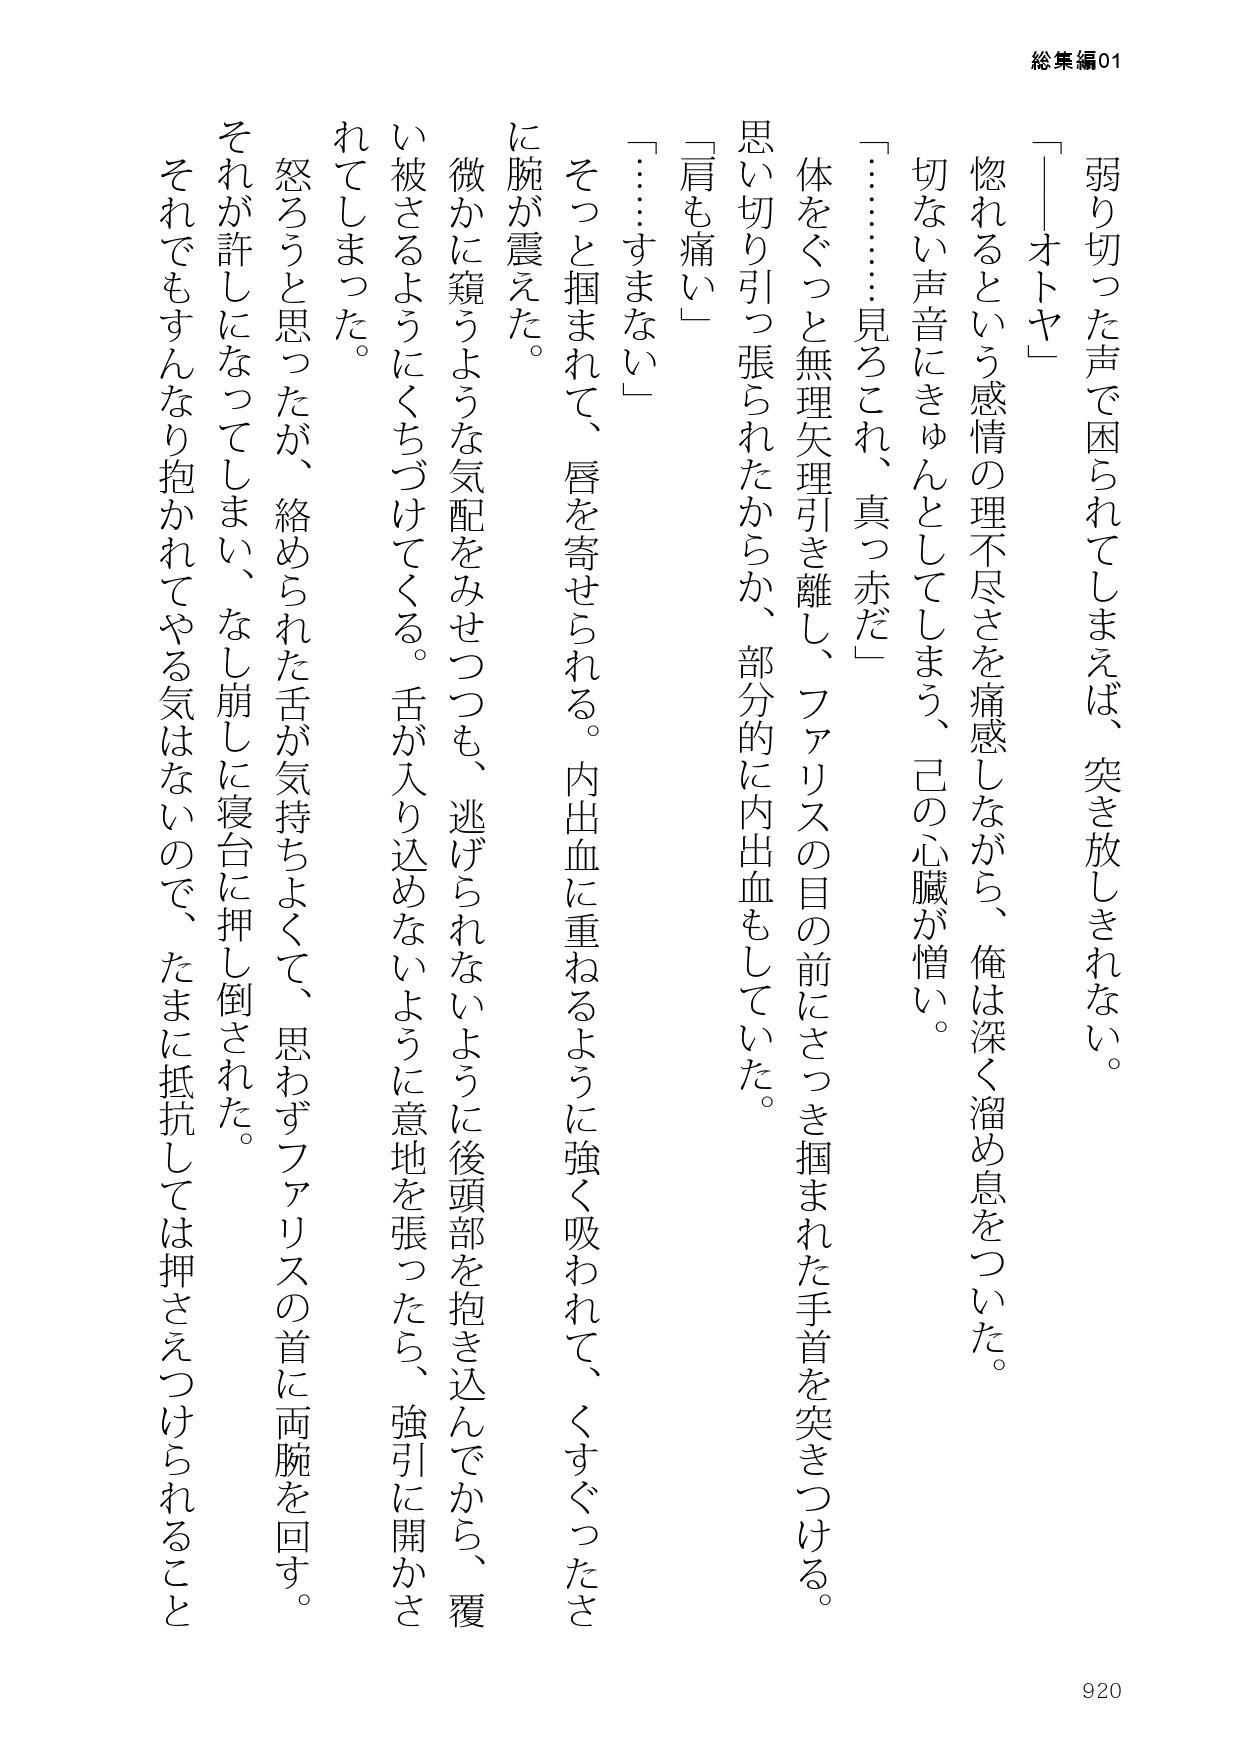 総集編01
弱り切った声で困られてしまえば、突き放しきれない。
「――オトヤ」
惚れるという感情の理不尽さを痛感しながら、俺は深く溜め息をついた。
切ない声音にきゅんとしてしまう、己の心臓が憎い。
「…………見ろこれ、真っ赤だ」
体をぐっと無理矢理引き離し、ファリスの目の前にさっき掴まれた手首を突きつける。
思い切り引っ張られたからか、部分的に内出血もしていた。
「肩も痛い」
「……すまない」
そっと掴まれて、唇を寄せられる。内出血に重ねるように強く吸われて、くすぐったさ
に腕が震えた。
微かに窺うような気配をみせつつも、逃げられないように後頭部を抱き込んでから、覆
い被さるようにくちづけてくる。舌が入り込めないように意地を張ったら、強引に開かさ
れてしまった。
怒ろうと思ったが、絡められた舌が気持ちよくて、思わずファリスの首に両腕を回す。
それが許しになってしまい、なし崩しに寝台に押し倒された。
それでもすんなり抱かれてやる気はないので、たまに抵抗しては押さえつけられること
920